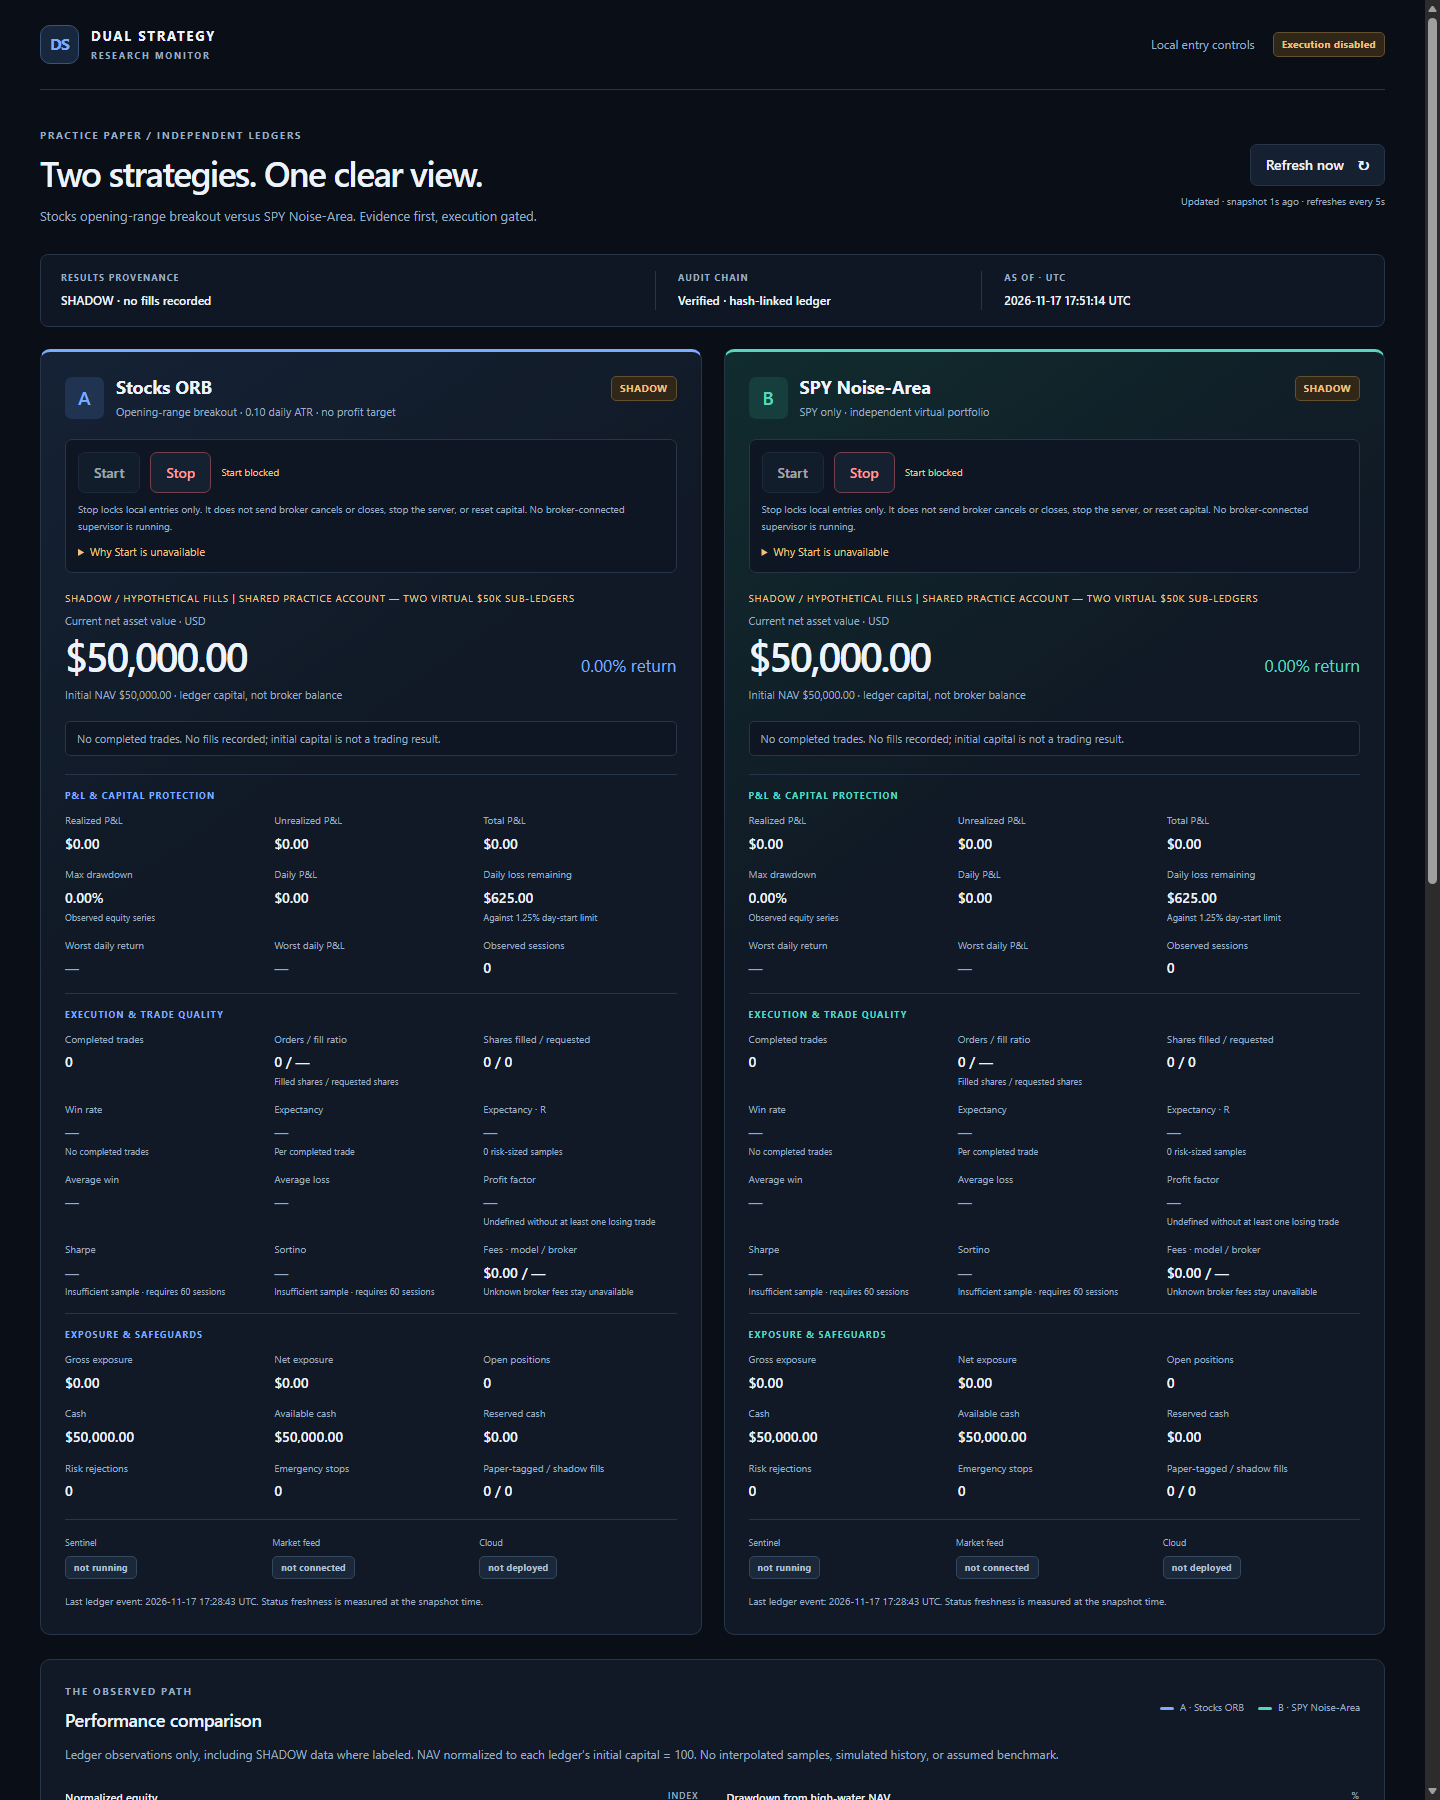 DS
DUAL STRATEGY
RESEARCH MONITOR
Local entry controls
Execution disabled
PRACTICE PAPER / INDEPENDENT LEDGERS
Two strategies. One clear view.
Stocks opening-range breakout versus SPY Noise-Area. Evidence first, execution gated.
Refresh now ↻
Updated · snapshot 1s ago · refreshes every 5s
RESULTS PROVENANCE
SHADOW · no fills recorded
AUDIT CHAIN
Verified · hash-linked ledger
AS OF · UTC
2026-11-17 17:51:14 UTC
A
Stocks ORB
Opening-range breakout · 0.10 daily ATR · no profit target
SHADOW
Start
Stop
Start blocked
Stop locks local entries only. It does not send broker cancels or closes, stop the server, or reset capital. No broker-connected
supervisor is running.
▶ Why Start is unavailable
SHADOW / HYPOTHETICAL FILLS | SHARED PRACTICE ACCOUNT — TWO VIRTUAL $50K SUB-LEDGERS
Current net asset value · USD
$50,000.00
0.00% return
Initial NAV $50,000.00 · ledger capital, not broker balance
No completed trades. No fills recorded; initial capital is not a trading result.
P&L & CAPITAL PROTECTION
Realized P&L
$0.00
Unrealized P&L
$0.00
Total P&L
$0.00
Max drawdown
0.00%
Observed equity series
Daily P&L
$0.00
Daily loss remaining
$625.00
Against 1.25% day-start limit
Worst daily return
—
Worst daily P&L
—
Observed sessions
0
EXECUTION & TRADE QUALITY
Completed trades
0
Orders / fill ratio
0 / —
Filled shares / requested shares
Shares filled / requested
0 / 0
Win rate
—
No completed trades
Expectancy
—
Per completed trade
Expectancy · R
—
0 risk-sized samples
Average win
—
Average loss
—
Profit factor
—
Undefined without at least one losing trade
Sharpe
—
Insufficient sample · requires 60 sessions
Sortino
—
Insufficient sample · requires 60 sessions
Fees · model / broker
$0.00 / —
Unknown broker fees stay unavailable
EXPOSURE & SAFEGUARDS
Gross exposure
$0.00
Net exposure
$0.00
Open positions
0
Cash
$50,000.00
Available cash
$50,000.00
Reserved cash
$0.00
Risk rejections
0
Emergency stops
0
Paper-tagged / shadow fills
0 / 0
Sentinel
not running
Market feed
not connected
Cloud
not deployed
Last ledger event: 2026-11-17 17:28:43 UTC. Status freshness is measured at the snapshot time.
B
SPY Noise-Area
SPY only · independent virtual portfolio
SHADOW
Start
Stop
Start blocked
Stop locks local entries only. It does not send broker cancels or closes, stop the server, or reset capital. No broker-connected
supervisor is running.
▶ Why Start is unavailable
SHADOW / HYPOTHETICAL FILLS | SHARED PRACTICE ACCOUNT — TWO VIRTUAL $50K SUB-LEDGERS
Current net asset value · USD
$50,000.00
0.00% return
Initial NAV $50,000.00 · ledger capital, not broker balance
No completed trades. No fills recorded; initial capital is not a trading result.
P&L & CAPITAL PROTECTION
Realized P&L
$0.00
Unrealized P&L
$0.00
Total P&L
$0.00
Max drawdown
0.00%
Observed equity series
Daily P&L
$0.00
Daily loss remaining
$625.00
Against 1.25% day-start limit
Worst daily return
—
Worst daily P&L
—
Observed sessions
0
EXECUTION & TRADE QUALITY
Completed trades
0
Orders / fill ratio
0 / —
Filled shares / requested shares
Shares filled / requested
0 / 0
Win rate
—
No completed trades
Expectancy
—
Per completed trade
Expectancy · R
—
0 risk-sized samples
Average win
—
Average loss
—
Profit factor
—
Undefined without at least one losing trade
Sharpe
—
Insufficient sample · requires 60 sessions
Sortino
—
Insufficient sample · requires 60 sessions
Fees · model / broker
$0.00 / —
Unknown broker fees stay unavailable
EXPOSURE & SAFEGUARDS
Gross exposure
$0.00
Net exposure
$0.00
Open positions
0
Cash
$50,000.00
Available cash
$50,000.00
Reserved cash
$0.00
Risk rejections
0
Emergency stops
0
Paper-tagged / shadow fills
0 / 0
Sentinel
not running
Market feed
not connected
Cloud
not deployed
Last ledger event: 2026-11-17 17:28:43 UTC. Status freshness is measured at the snapshot time.
THE OBSERVED PATH
Performance comparison
A · Stocks ORB
B · SPY Noise-Area
Ledger observations only, including SHADOW data where labeled. NAV normalized to each ledger's initial capital = 100. No interpolated samples, simulated history, or assumed benchmark.
Normalized equity
INDEX
Drawdown from high-water NAV
%